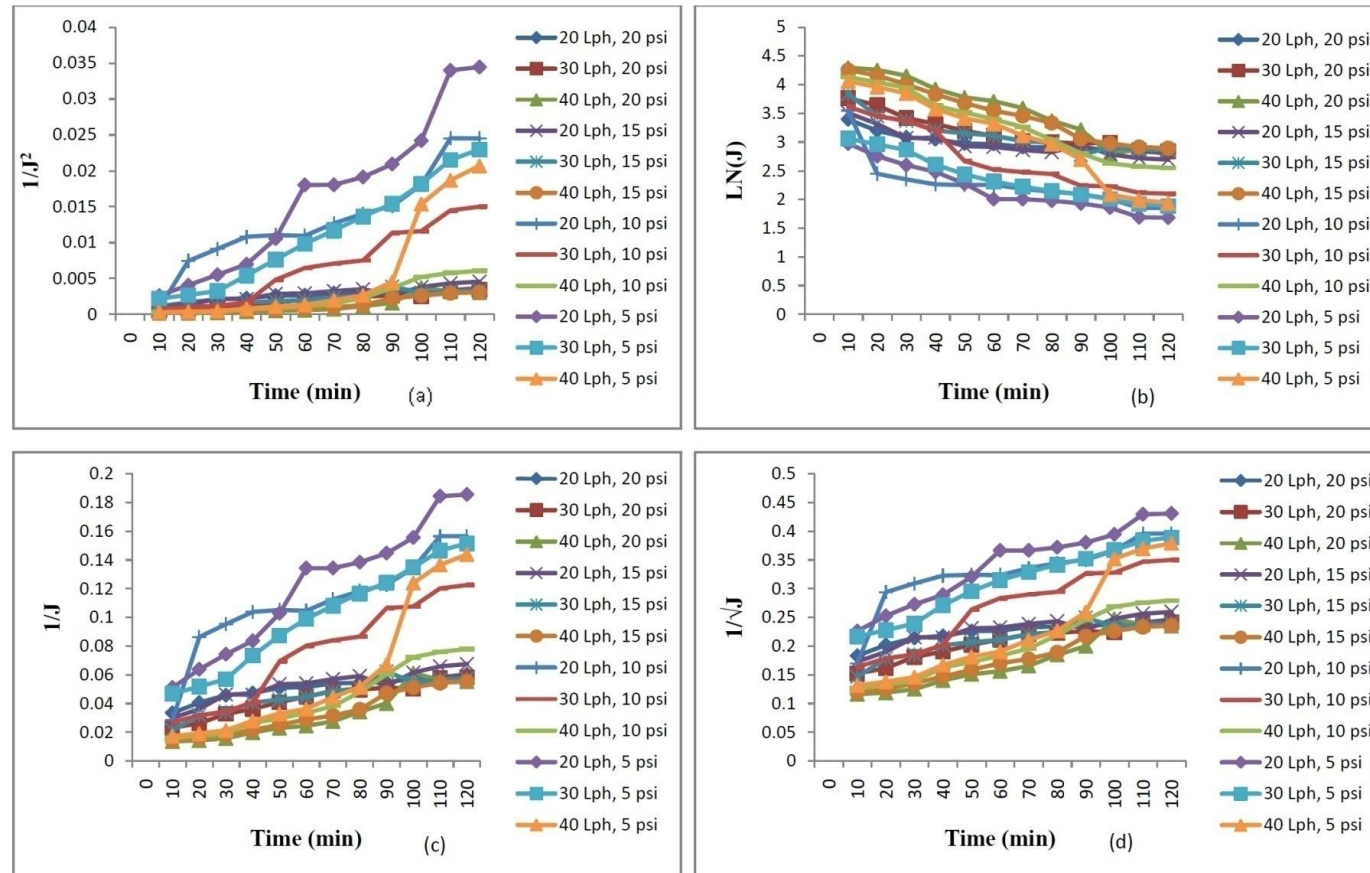 1/J²
0.04
0.035
0.03
0.025
0.02
0.015
0.01
0.005
0
0 10 20 30 40 50 60 70 80 90 100 110 120
Time (min)
(a)
20 Lph, 20 psi
30 Lph, 20 psi
40 Lph, 20 psi
20 Lph, 15 psi
30 Lph, 15 psi
40 Lph, 15 psi
20 Lph, 10 psi
30 Lph, 10 psi
40 Lph, 10 psi
20 Lph, 5 psi
30 Lph, 5 psi
40 Lph, 5 psi
LN(J)
5
4.5
4
3.5
3
2.5
2
1.5
1
0.5
0
0 10 20 30 40 50 60 70 80 90 100 110 120
Time (min)
(b)
20 Lph, 20 psi
30 Lph, 20 psi
40 Lph, 20 psi
20 Lph, 15 psi
30 Lph, 15 psi
40 Lph, 15 psi
20 Lph, 10 psi
30 Lph, 10 psi
40 Lph, 10 psi
20 Lph, 5 psi
30 Lph, 5 psi
40 Lph, 5 psi
1/J
0.2
0.18
0.16
0.14
0.12
0.1
0.08
0.06
0.04
0.02
0
0 10 20 30 40 50 60 70 80 90 100 110 120
Time (min)
(c)
20 Lph, 20 psi
30 Lph, 20 psi
40 Lph, 20 psi
20 Lph, 15 psi
30 Lph, 15 psi
40 Lph, 15 psi
20 Lph, 10 psi
30 Lph, 10 psi
40 Lph, 10 psi
20 Lph, 5 psi
30 Lph, 5 psi
40 Lph, 5 psi
1/√J
0.5
0.45
0.4
0.35
0.3
0.25
0.2
0.15
0.1
0.05
0
0 10 20 30 40 50 60 70 80 90 100 110 120
Time (min)
(d)
20 Lph, 20 psi
30 Lph, 20 psi
40 Lph, 20 psi
20 Lph, 15 psi
30 Lph, 15 psi
40 Lph, 15 psi
20 Lph, 10 psi
30 Lph, 10 psi
40 Lph, 10 psi
20 Lph, 5 psi
30 Lph, 5 psi
40 Lph, 5 psi